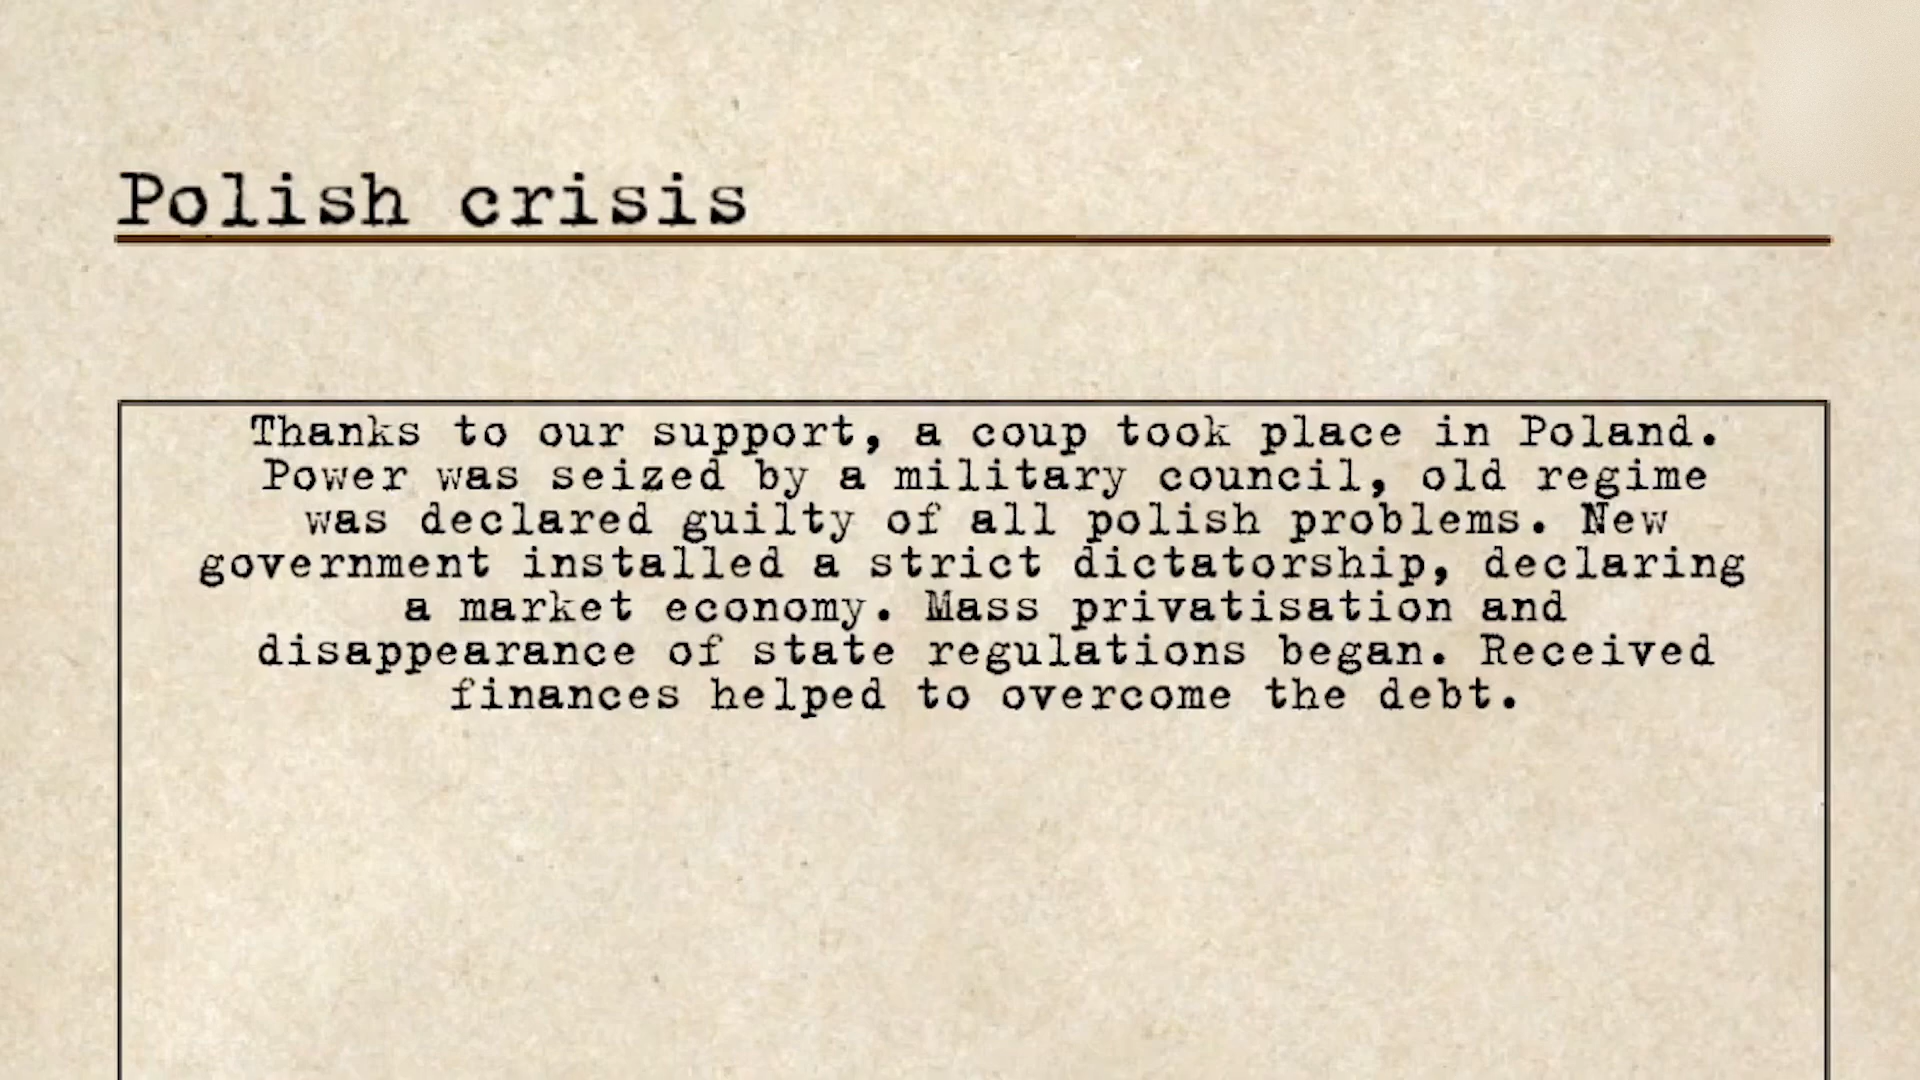 Polish crisis
Thanks to our support, a coup took place in Poland.
Power was seized by a military council, old regime
was declared guilty of all polish problems. New
government installed a strict dictatorship, declaring
a market economy. Mass privatisation and
disappearance of state regulations began. Received
finances helped to overcome the debt.